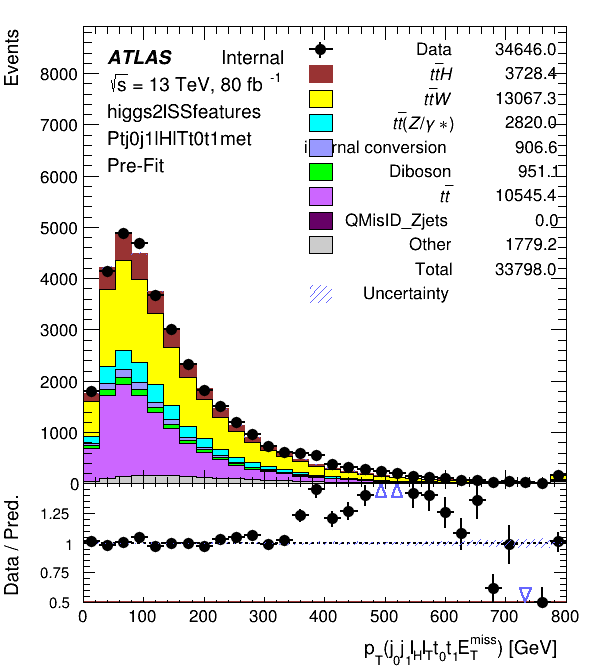 Events
ATLAS Internal
√s = 13 TeV, 80 fb⁻¹
higgs2lSSfeatures
Ptj0j1lHlTt0t1met
Pre-Fit
Data 34646.0
tt̄H 3728.4
tt̄W 13067.3
tt̄(Z/γ*) 2820.0
internal conversion 906.6
Diboson 951.1
tt̄ 10545.4
QMisID_Zjets 0.0
Other 1779.2
Total 33798.0
Uncertainty
8000
7000
6000
5000
4000
3000
2000
1000
0
Data / Pred.
1.25
1
0.75
0.5
0 100 200 300 400 500 600 700 800
p_T(j_0j_1l_Hl_Tt_0t_1E_T^miss) [GeV]